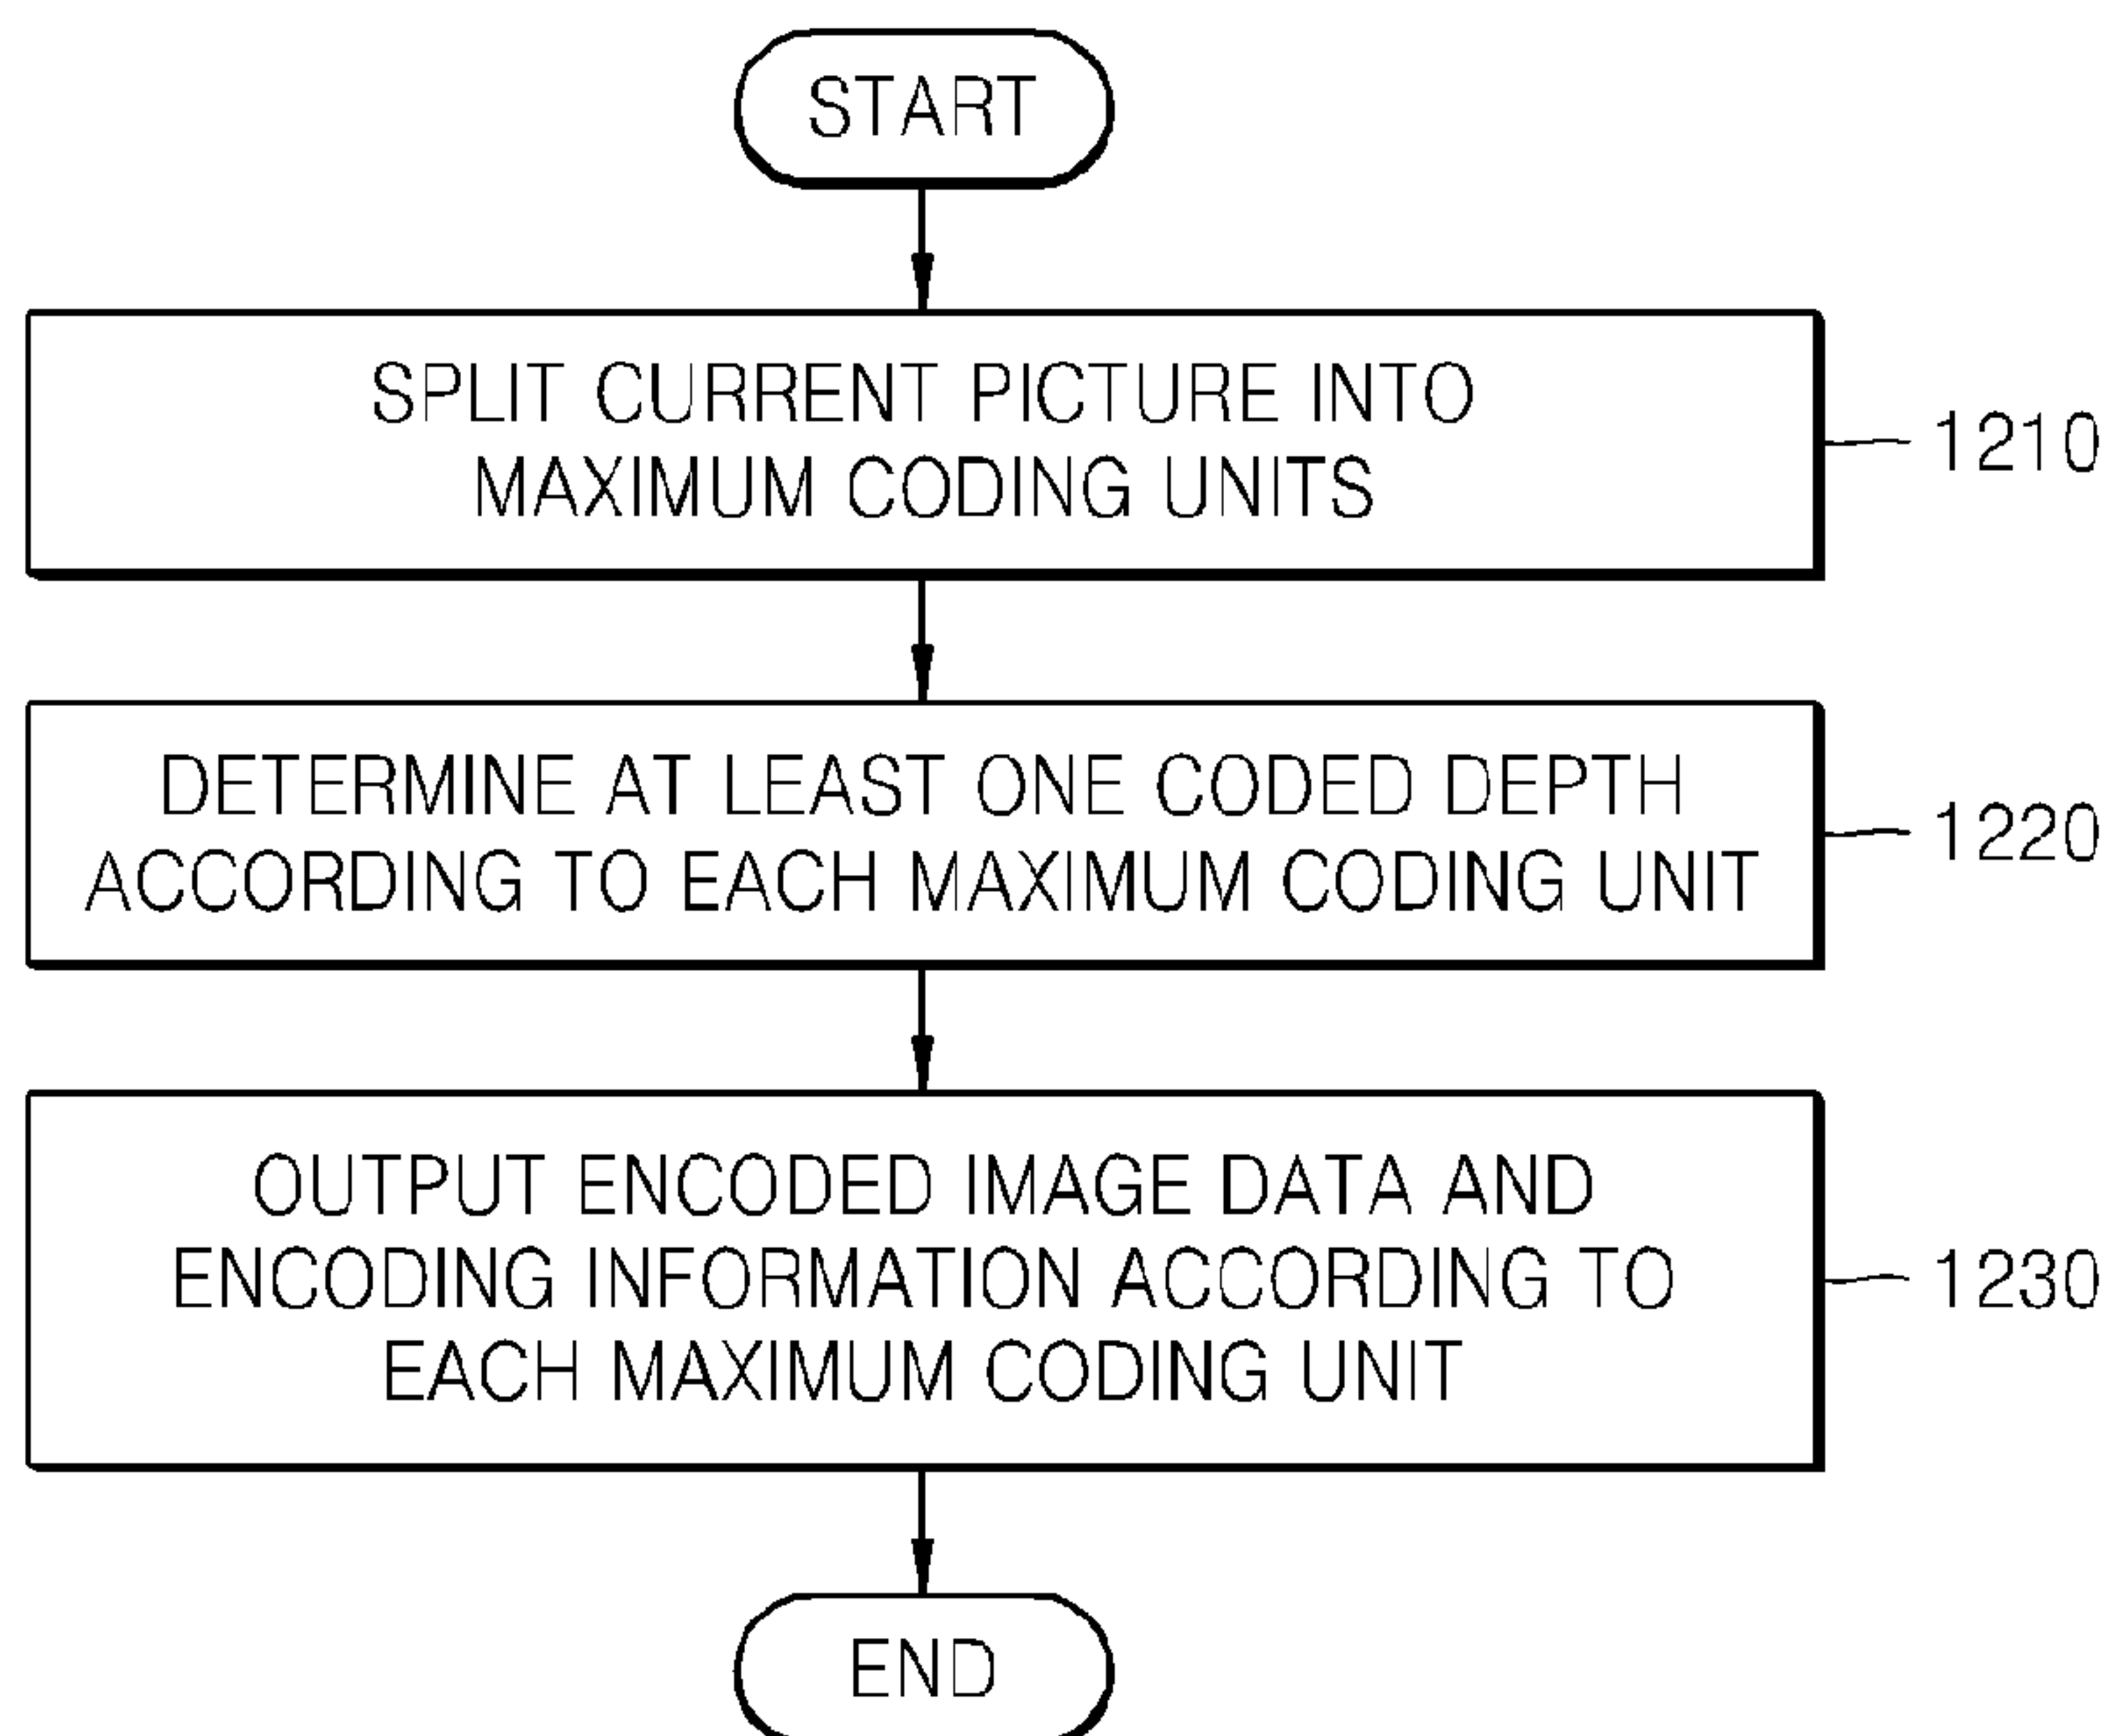 START
SPLIT CURRENT PICTURE INTO
MAXIMUM CODING UNITS
1210
DETERMINE AT LEAST ONE CODED DEPTH
ACCORDING TO EACH MAXIMUM CODING UNIT
1220
OUTPUT ENCODED IMAGE DATA AND
ENCODING INFORMATION ACCORDING TO
EACH MAXIMUM CODING UNIT
1230
END